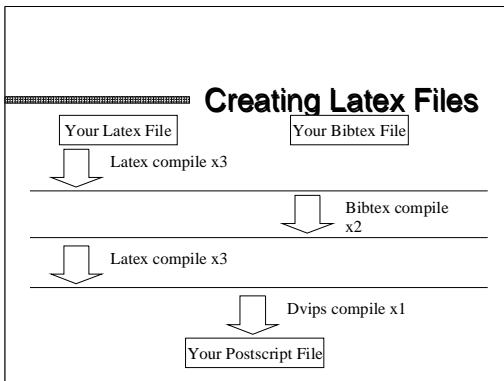 Creating Latex Files
Your Latex File
Your Bibtex File
Latex compile x3
Bibtex compile
x2
Latex compile x3
Dvips compile x1
Your Postscript File